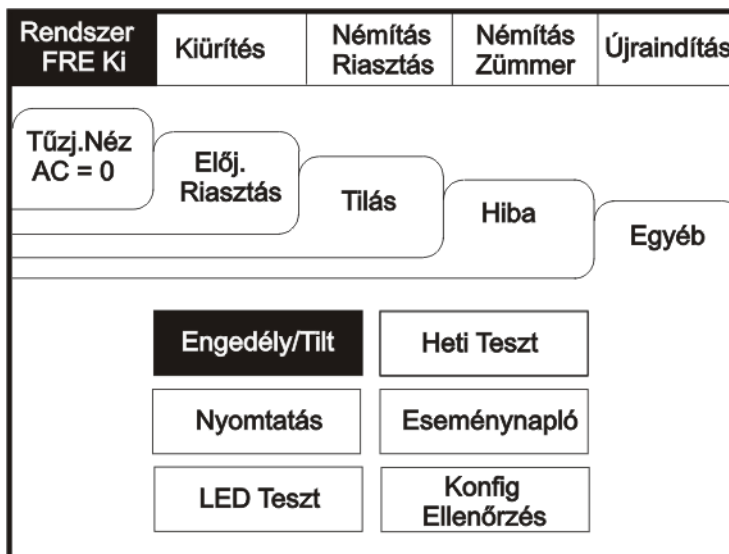 Rendszer
FRE Ki
Kiürítés
Némítás
Riasztás
Némítás
Zümmer
Újraindítás
Tűzj.Néz
AC = 0
Előj.
Riasztás
Tilás
Hiba
Egyéb
Engedély/Tilt
Heti Teszt
Nyomtatás
Eseménynapló
LED Teszt
Konfig
Ellenőrzés